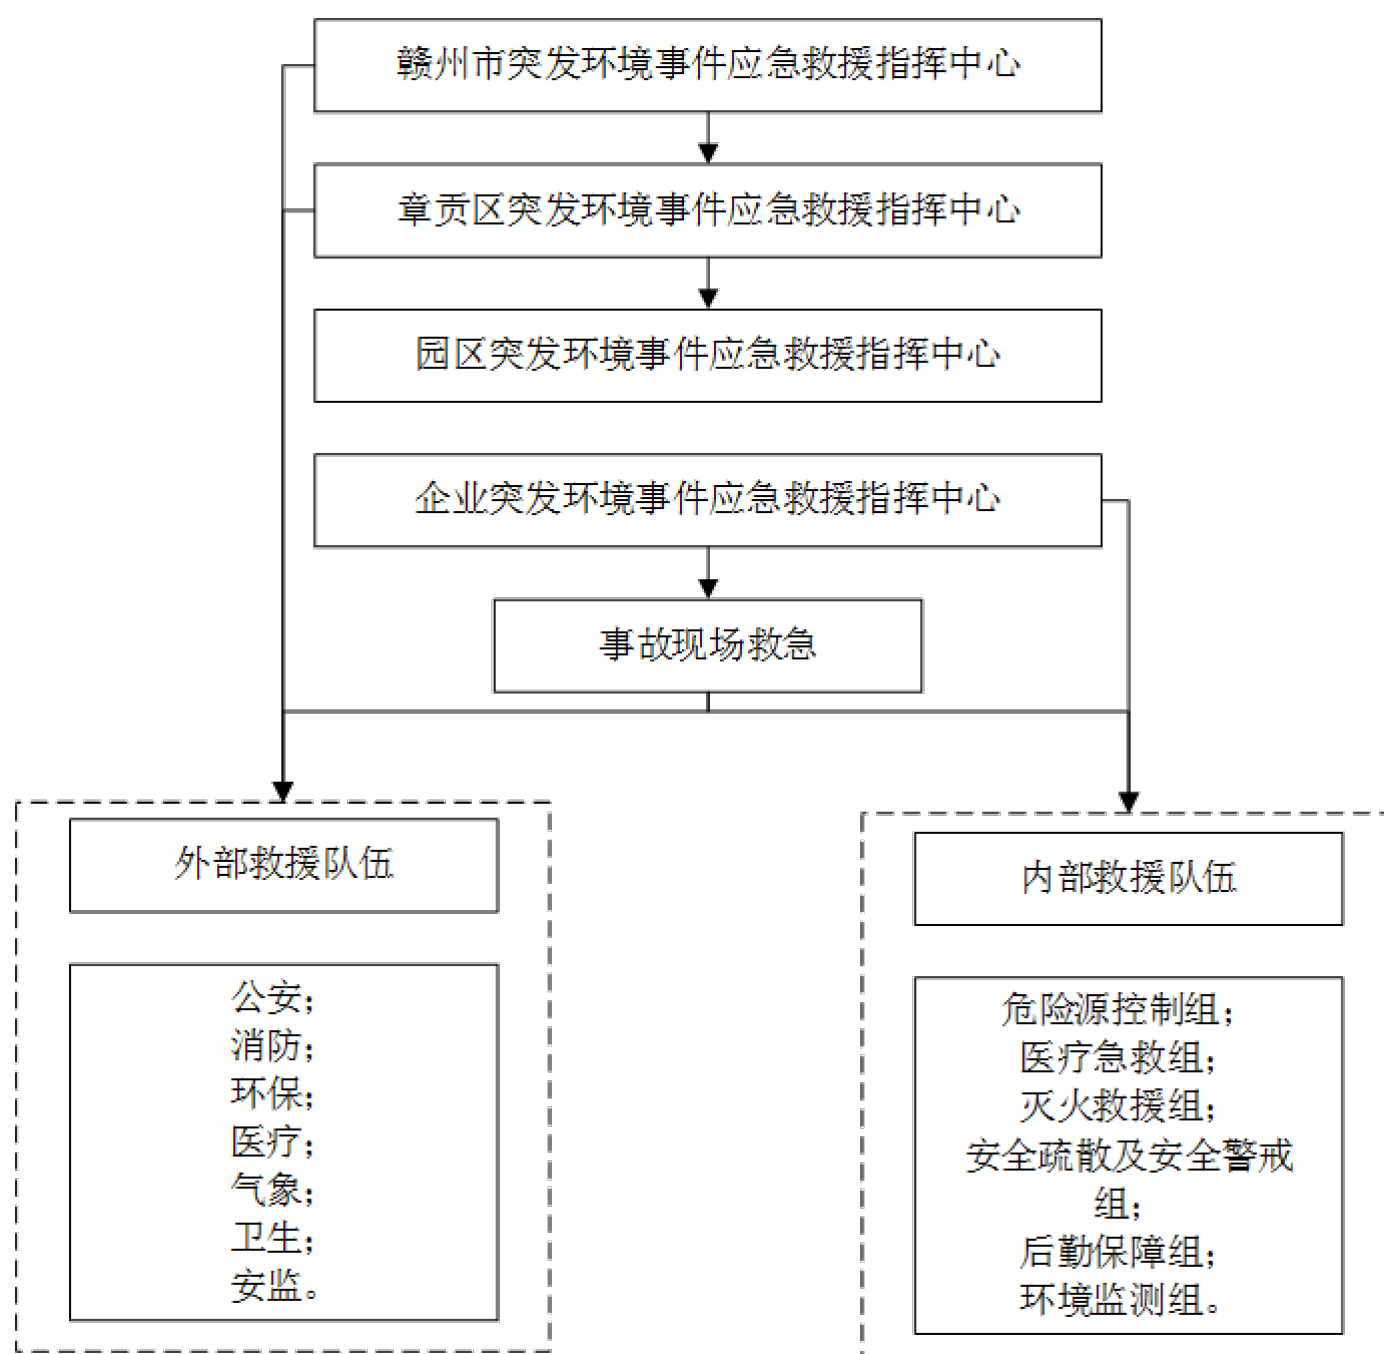 赣州市突发环境事件应急救援指挥中心
章贡区突发环境事件应急救援指挥中心
园区突发环境事件应急救援指挥中心
企业突发环境事件应急救援指挥中心
事故现场救急
外部救援队伍
公安；
消防；
环保；
医疗；
气象；
卫生；
安监。
内部救援队伍
危险源控制组；
医疗急救组；
灭火救援组；
安全疏散及安全警戒
组；
后勤保障组；
环境监测组。